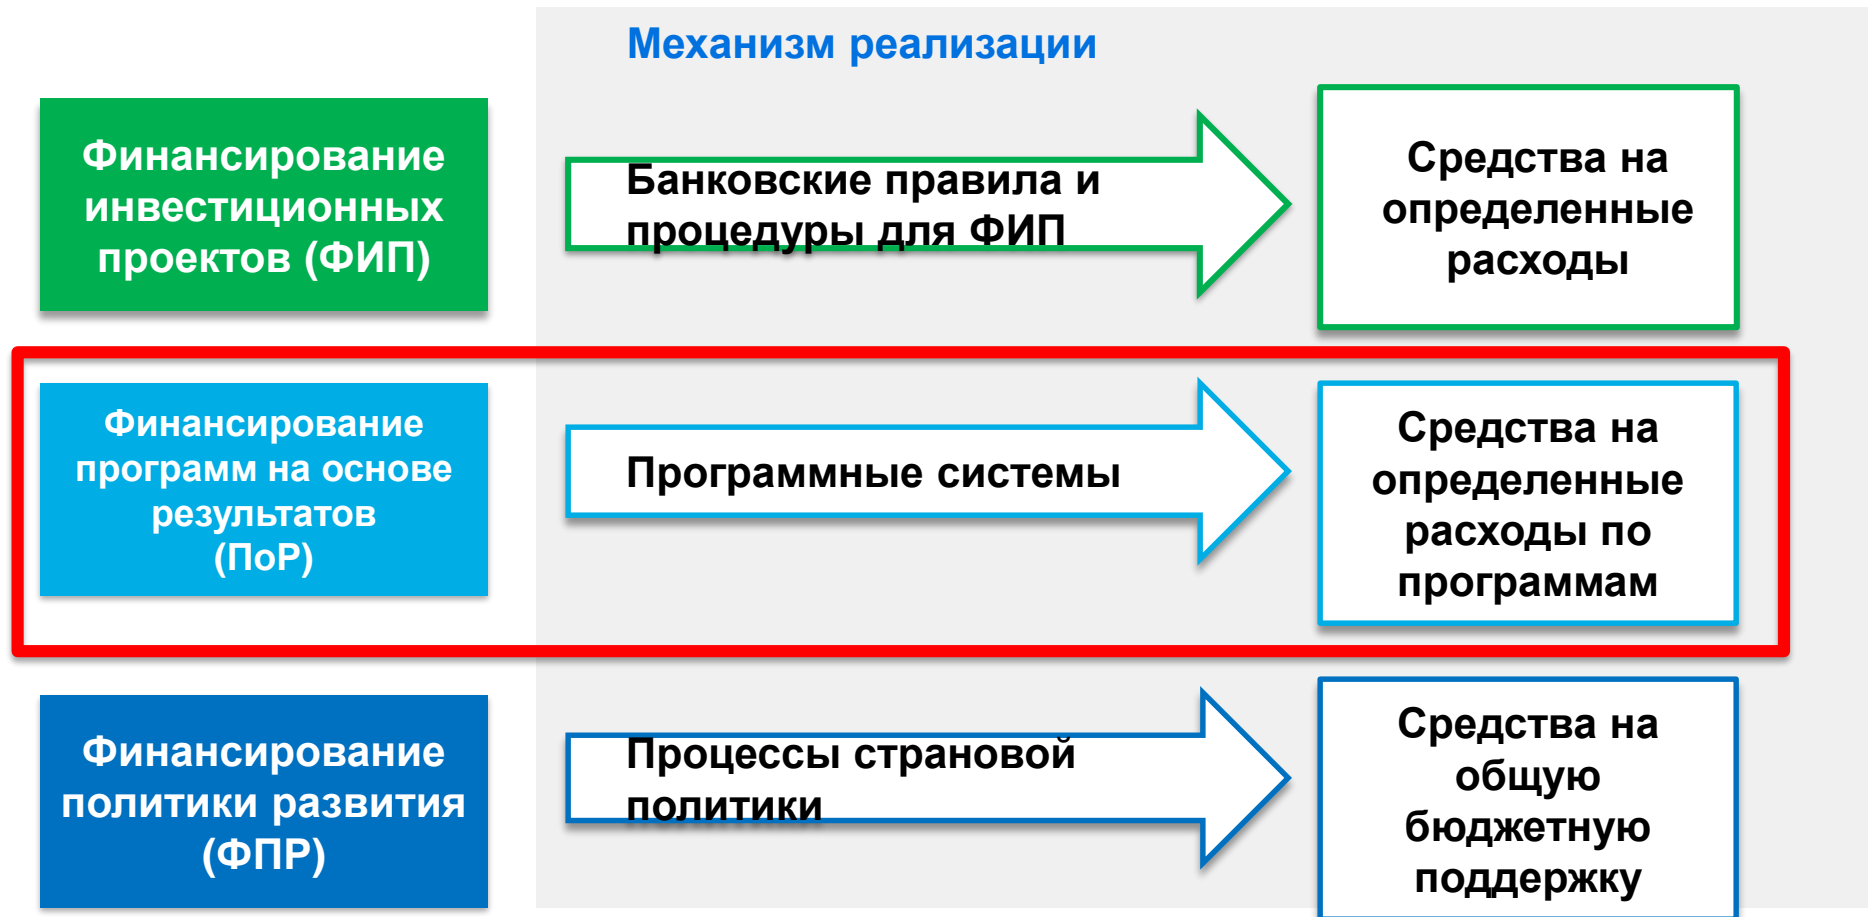 Механизм реализации
Финансирование
инвестиционных
проектов (ФИП)
Банковские правила и
процедуры для ФИП
Средства на
определенные
расходы
Финансирование
программ на основе
результатов
(ПоР)
Программные системы
Средства на
определенные
расходы по
программам
Финансирование
политики развития
(ФПР)
Процессы страновой
политики
Средства на
общую
бюджетную
поддержку